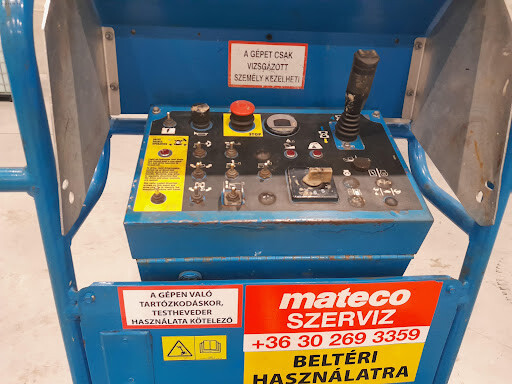 A GÉPET CSAK
VIZSGÁZOTT
SZEMÉLY KEZELHETI
STOP
A GÉPEN VALÓ
TARTÓZKODÁSKOR,
TESTHEVEDER
HASZNÁLATA KÖTELEZŐ
mateco
SZERVIZ
+36 30 269 3359
BELTÉRI
HASZNÁLATRA